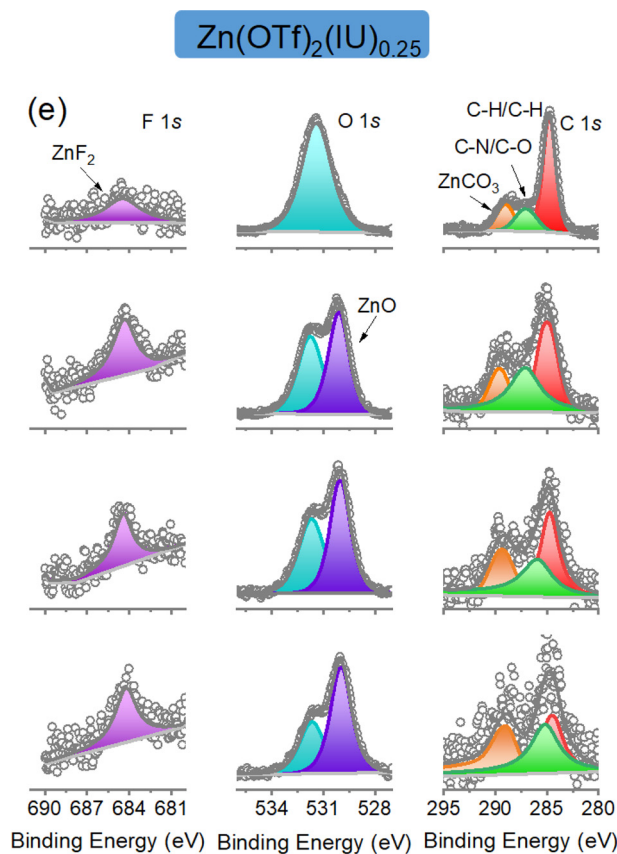 Zn(OTf)₂(IU)₀.₂₅
(e)
F 1s
O 1s
C-H/C-H
C 1s
ZnF₂
C-N/C-O
ZnCO₃
ZnO
690 687 684 681
534 531 528
295 290 285 280
Binding Energy (eV)
Binding Energy (eV)
Binding Energy (eV)